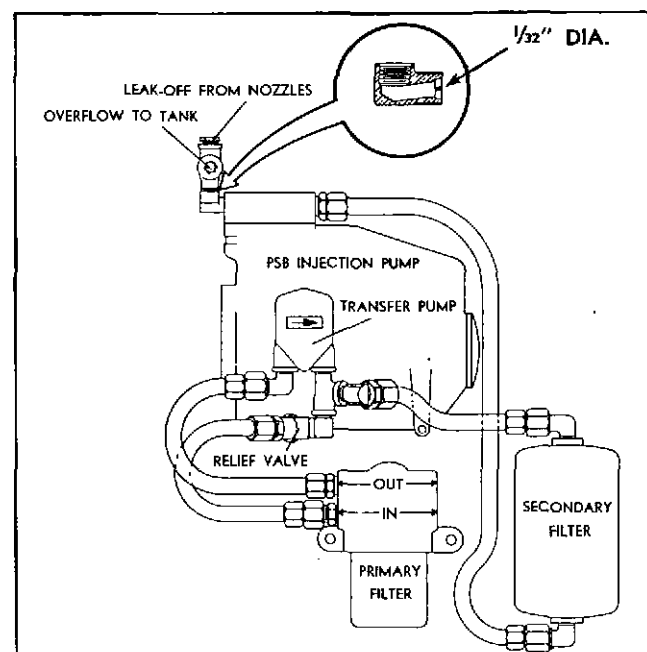 1/32" DIA.
LEAK-OFF FROM NOZZLES
OVERFLOW TO TANK
PSB INJECTION PUMP
TRANSFER PUMP
RELIEF VALVE
OUT
IN
SECONDARY
FILTER
PRIMARY
FILTER